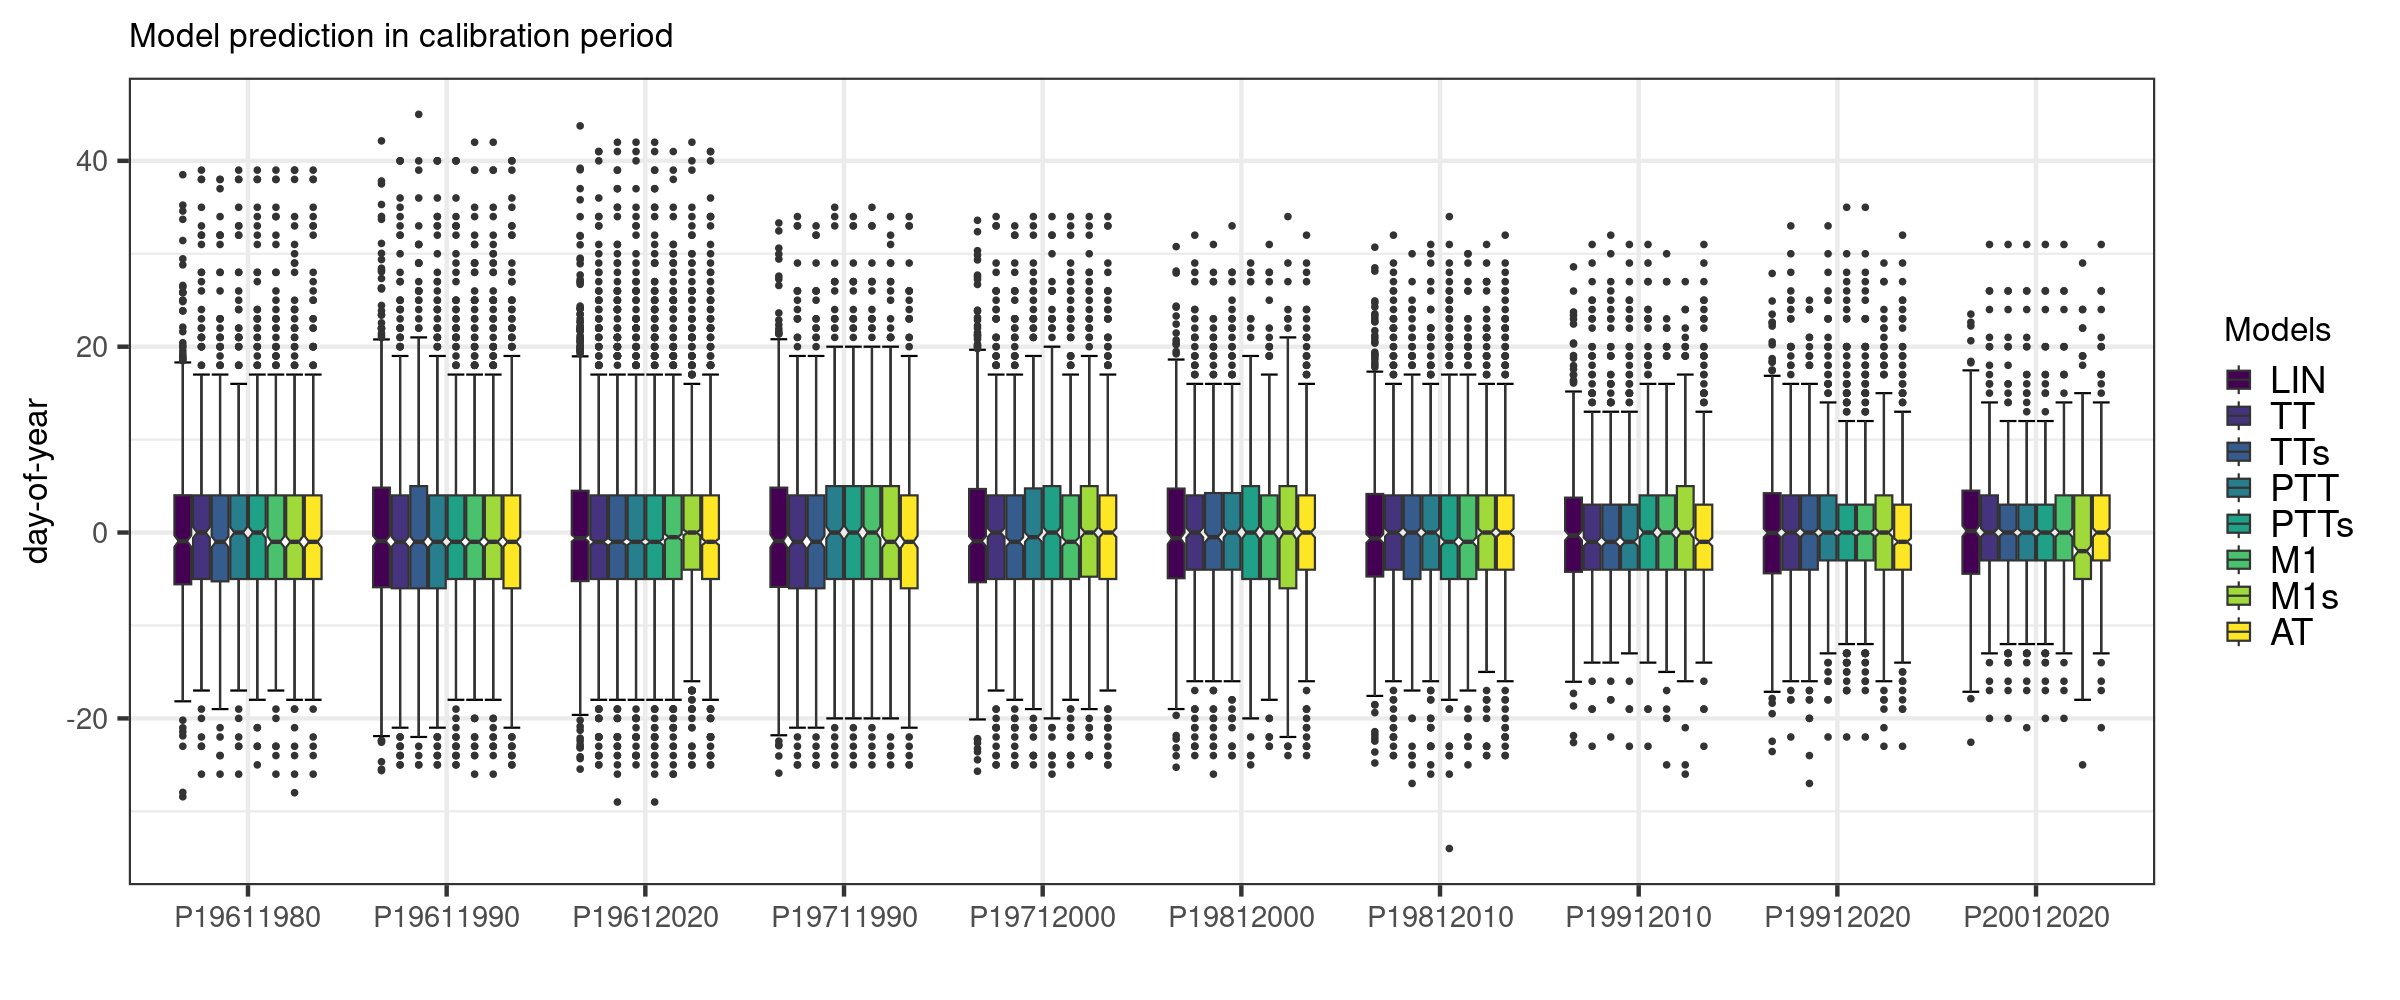 Model prediction in calibration period
day-of-year
40
20
0
-20
P19611980 P19611990 P19612020 P19711990 P19712000 P19812000 P19812010 P19912010 P19912020 P20012020
Models
LIN
TT
TTs
PTT
PTTs
M1
M1s
AT